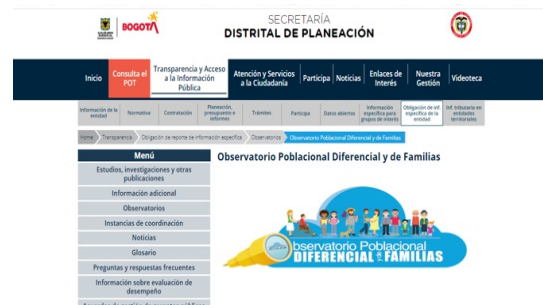 BOGOTÁ
SECRETARÍA
DISTRITAL DE PLANEACIÓN
Inicio
Consulta el
POT
Transparencia y Acceso
a la Información
Pública
Atención y Servicios
a la Ciudadanía
Participa
Noticias
Enlaces de
Interés
Nuestra
Gestión
Videoteca
Información de la
entidad
Normativa
Contratación
Planeación,
presupuesto e
informes
Trámites
Participa
Datos abiertos
Información
específica para
grupos de interés
Obligación de inf.
específica de la
entidad
Inf. tributaria en
entidades
territoriales
Home
Transparencia
Obligación de reporte de información específica
Observatorios
Observatorio Poblacional Diferencial y de Familias
Menú
Estudios, investigaciones y otras
publicaciones
Información adicional
Observatorios
Instancias de coordinación
Noticias
Glosario
Preguntas y respuestas frecuentes
Información sobre evaluación de
desempeño
Observatorio Poblacional Diferencial y de Familias
bservatorio Poblacional
DIFERENCIAL y de FAMILIAS